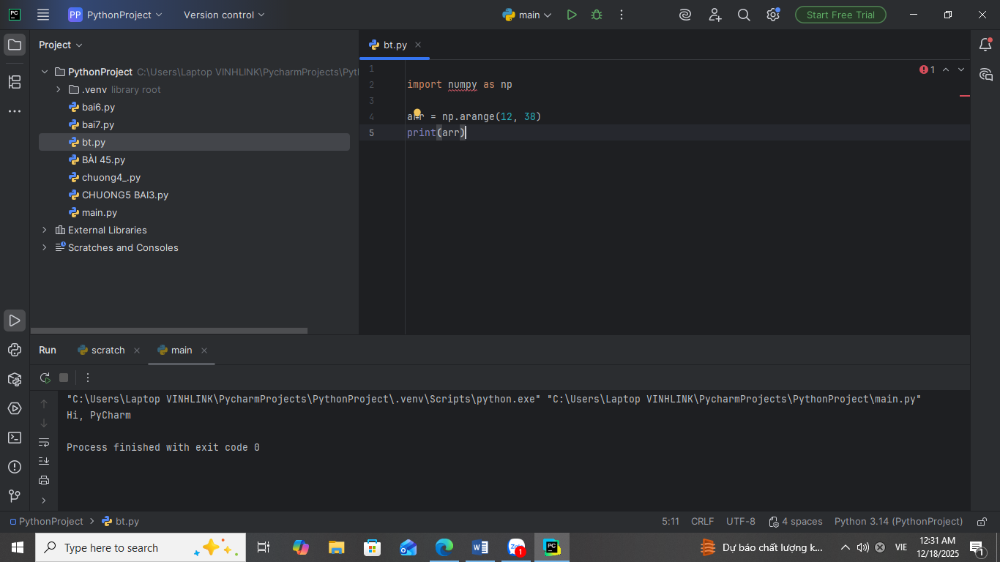 PC PP PythonProject Version control main Start Free Trial
Project
bt.py
PythonProject C:\Users\Laptop VINHLINK\PycharmProjects\Pyt
.venv library root
bai6.py
bai7.py
bt.py
BÀI 45.py
chuong4_.py
CHUONG5 BAI3.py
main.py
External Libraries
Scratches and Consoles
1
1
2 import numpy as np
3
4 arr = np.arange(12, 38)
5 print(arr)
Run scratch main
"C:\Users\Laptop VINHLINK\PycharmProjects\PythonProject\.venv\Scripts\python.exe" "C:\Users\Laptop VINHLINK\PycharmProjects\PythonProject\main.py"
Hi, PyCharm
Process finished with exit code 0
PythonProject bt.py 5:11 CRLF UTF-8 4 spaces Python 3.14 (PythonProject)
Type here to search
1
PC
Dự báo chất lượng k...
VIE
12:31 AM
12/18/2025
1